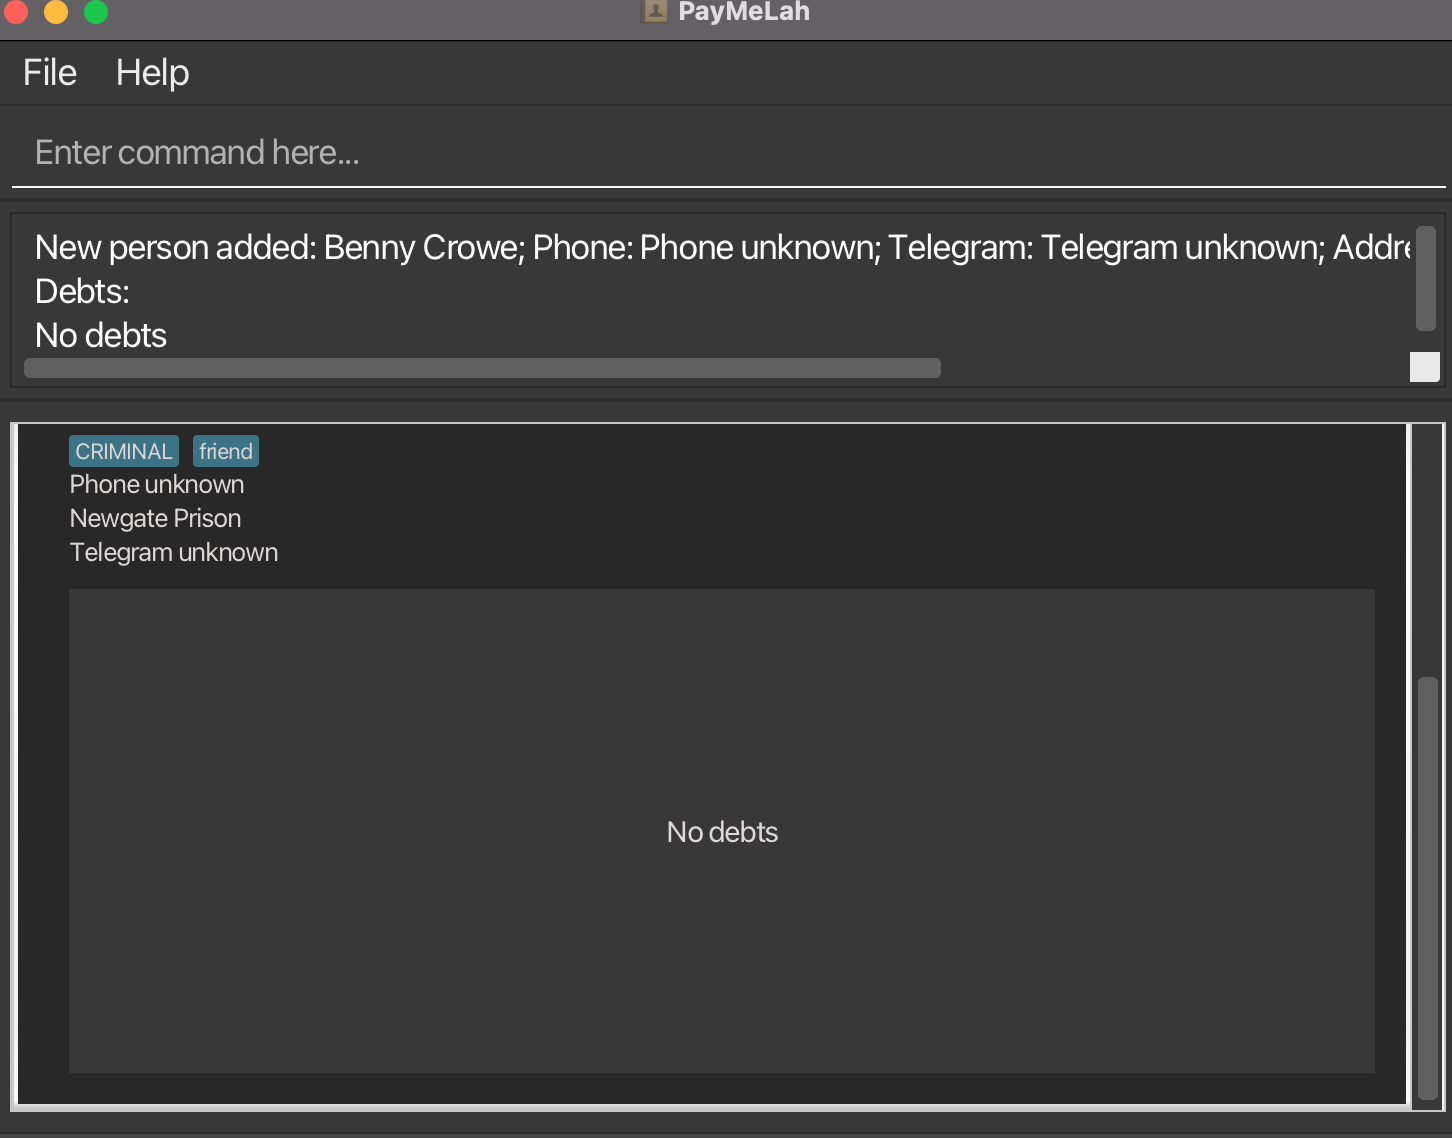 PayMeLah
File Help
Enter command here...
New person added: Benny Crowe; Phone: Phone unknown; Telegram: Telegram unknown; Addre
Debts:
No debts
CRIMINAL friend
Phone unknown
Newgate Prison
Telegram unknown
No debts